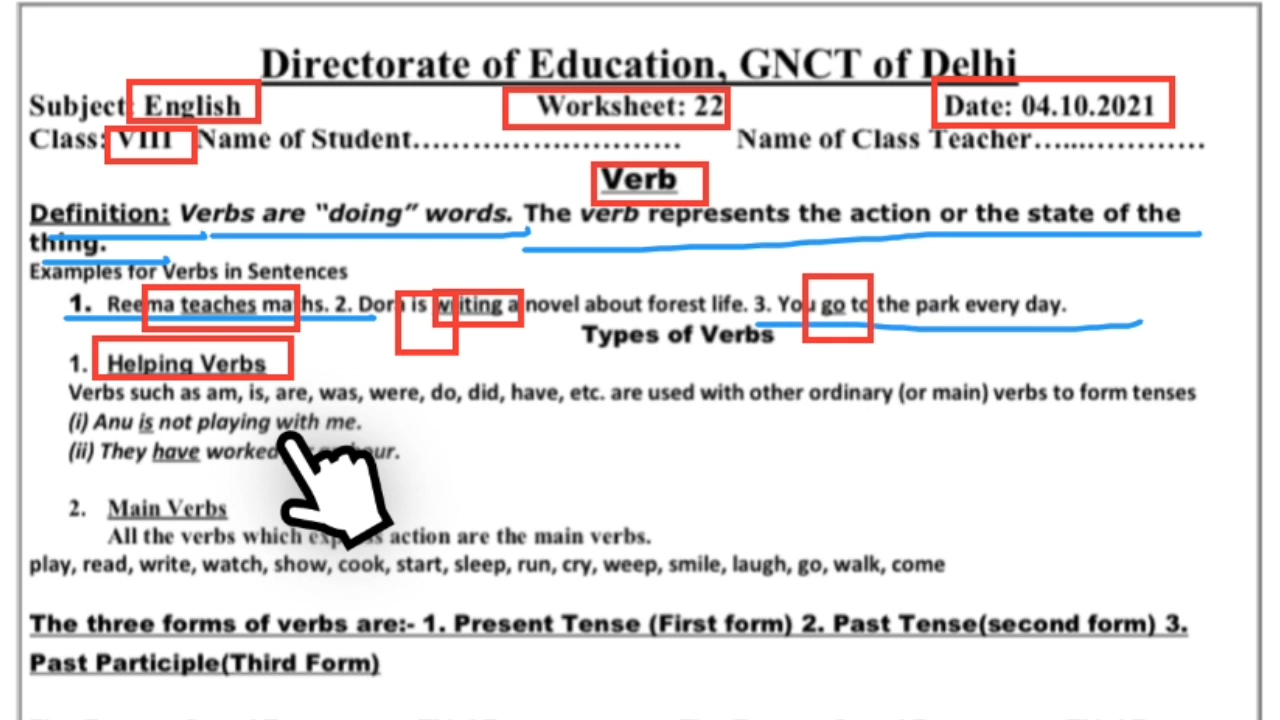 Directorate of Education, GNCT of Delhi
Subject: English Worksheet: 22 Date: 04.10.2021
Class: VIII Name of Student………………………… Name of Class Teacher…...…………
Verb
Definition: Verbs are "doing" words. The verb represents the action or the state of the
thing.
Examples for Verbs in Sentences
1. Reema teaches maths. 2. Dora is writing a novel about forest life. 3. You go to the park every day.
Types of Verbs
1. Helping Verbs
Verbs such as am, is, are, was, were, do, did, have, etc. are used with other ordinary (or main) verbs to form tenses
(i) Anu is not playing with me.
(ii) They have worked
2. Main Verbs
All the verbs which express action are the main verbs.
play, read, write, watch, show, cook, start, sleep, run, cry, weep, smile, laugh, go, walk, come
The three forms of verbs are:- 1. Present Tense (First form) 2. Past Tense(second form) 3.
Past Participle(Third Form)